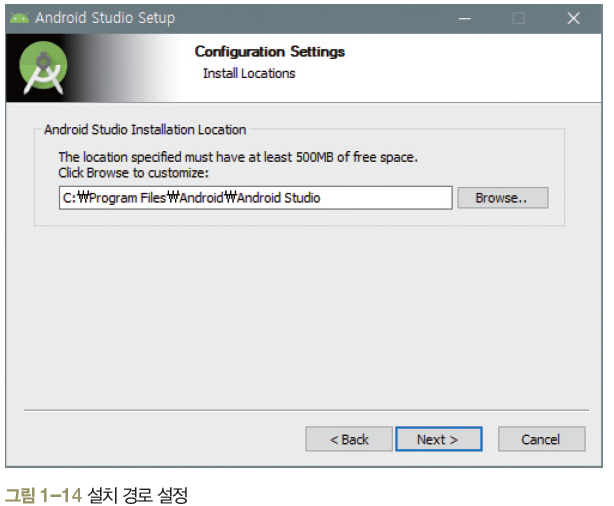 Android Studio Setup
Configuration Settings
Install Locations
Android Studio Installation Location
The location specified must have at least 500MB of free space.
Click Browse to customize:
C:₩Program Files₩Android₩Android Studio
Browse..
< Back
Next >
Cancel
그림 1-14 설치 경로 설정